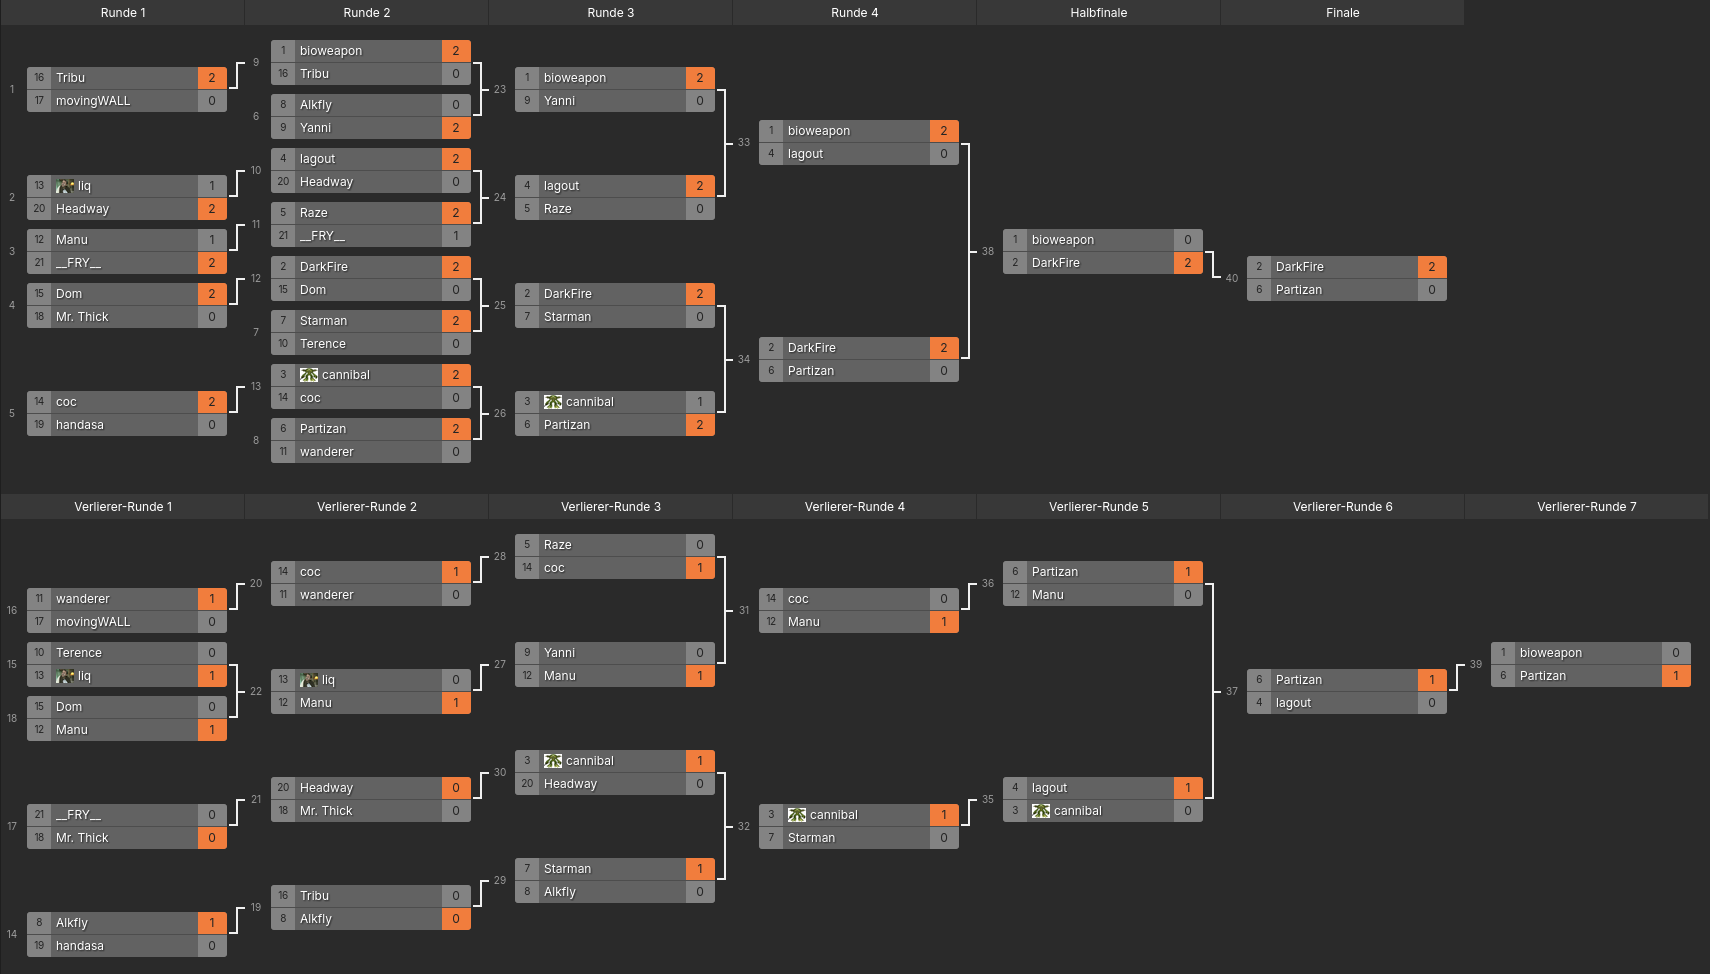 Runde 1 Runde 2 Runde 3 Runde 4 Halbfinale Finale
1
16 Tribu 2
17 movingWALL 0
2
13 liq 1
20 Headway 2
3
12 Manu 1
21 __FRY__ 2
4
15 Dom 2
18 Mr. Thick 0
5
14 coc 2
19 handasa 0
9
1 bioweapon 2
16 Tribu 0
6
8 Alkfly 0
9 Yanni 2
10
4 lagout 2
20 Headway 0
11
5 Raze 2
21 __FRY__ 1
12
2 DarkFire 2
15 Dom 0
7
7 Starman 2
10 Terence 0
13
3 cannibal 2
14 coc 0
8
6 Partizan 2
11 wanderer 0
23
1 bioweapon 2
9 Yanni 0
24
4 lagout 2
5 Raze 0
25
2 DarkFire 2
7 Starman 0
26
3 cannibal 1
6 Partizan 2
33
1 bioweapon 2
4 lagout 0
34
2 DarkFire 2
6 Partizan 0
38
1 bioweapon 0
2 DarkFire 2
40
2 DarkFire 2
6 Partizan 0
Verlierer-Runde 1 Verlierer-Runde 2 Verlierer-Runde 3 Verlierer-Runde 4 Verlierer-Runde 5 Verlierer-Runde 6 Verlierer-Runde 7
16
11 wanderer 1
17 movingWALL 0
15
10 Terence 0
13 liq 1
18
15 Dom 0
12 Manu 1
17
21 __FRY__ 0
18 Mr. Thick 0
14
8 Alkfly 1
19 handasa 0
20
14 coc 1
11 wanderer 0
22
13 liq 0
12 Manu 1
21
20 Headway 0
18 Mr. Thick 0
19
16 Tribu 0
8 Alkfly 0
28
5 Raze 0
14 coc 1
27
9 Yanni 0
12 Manu 1
30
3 cannibal 1
20 Headway 0
29
7 Starman 1
8 Alkfly 0
31
14 coc 0
12 Manu 1
32
3 cannibal 1
7 Starman 0
36
6 Partizan 1
12 Manu 0
35
4 lagout 1
3 cannibal 0
37
6 Partizan 1
4 lagout 0
39
1 bioweapon 0
6 Partizan 1